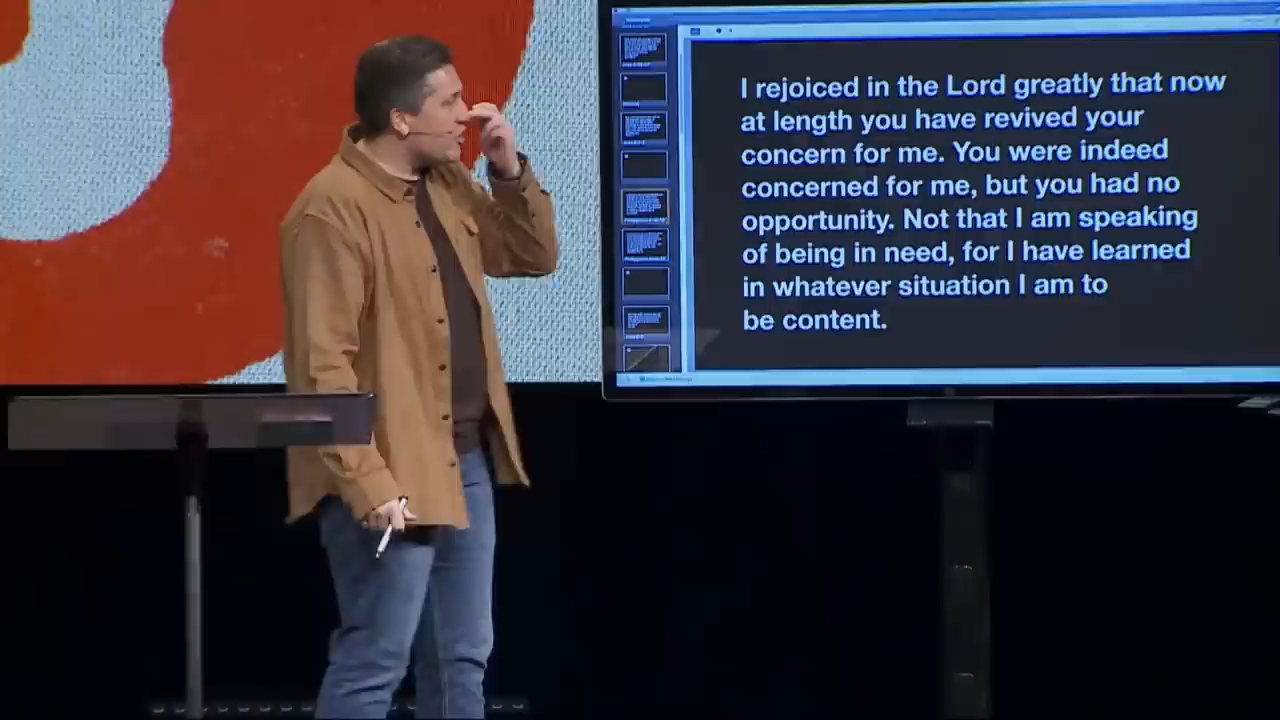 I rejoiced in the Lord greatly that now
at length you have revived your
concern for me. You were indeed
concerned for me, but you had no
opportunity. Not that I am speaking
of being in need, for I have learned
in whatever situation I am to
be content.